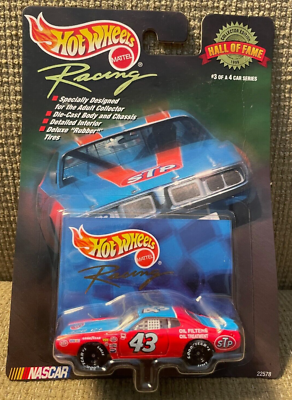 Hot Wheels
MATTEL
Racing
COLLECTOR EDITION
HALL OF FAME
#3 OF A 4 CAR SERIES
Specially Designed
for the Adult Collector
Die-Cast Body and Chassis
Detailed Interior
Deluxe "Rubber"
Tires
STP
Hot Wheels
MATTEL
Racing
43
OIL FILTERS
OIL TREATMENT
STP
NASCAR
22578